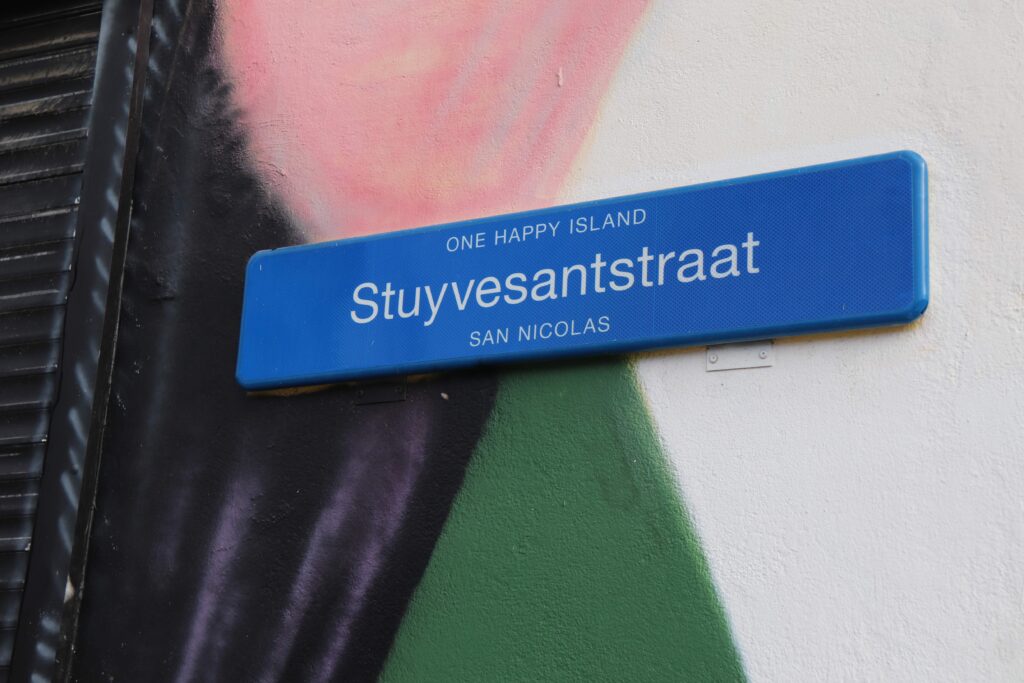 ONE HAPPY ISLAND
Stuyvesantstraat
SAN NICOLAS